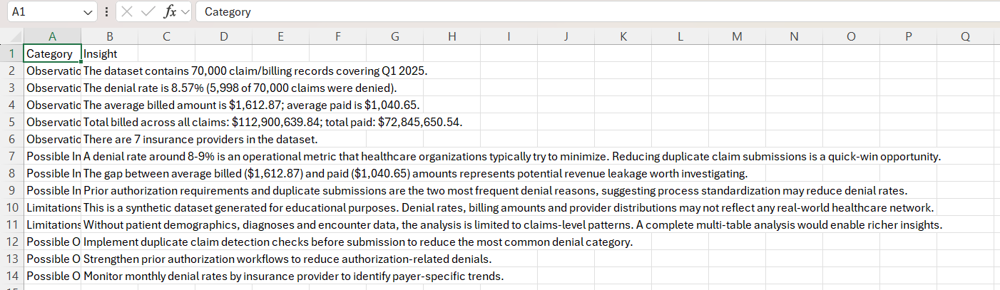 A1 fx Category
A B C D E F G H I J K L M N O P Q
1 Category Insight
2 Observatio The dataset contains 70,000 claim/billing records covering Q1 2025.
3 Observatio The denial rate is 8.57% (5,998 of 70,000 claims were denied).
4 Observatio The average billed amount is $1,612.87; average paid is $1,040.65.
5 Observatio Total billed across all claims: $112,900,639.84; total paid: $72,845,650.54.
6 Observatio There are 7 insurance providers in the dataset.
7 Possible In A denial rate around 8-9% is an operational metric that healthcare organizations typically try to minimize. Reducing duplicate claim submissions is a quick-win opportunity.
8 Possible In The gap between average billed ($1,612.87) and paid ($1,040.65) amounts represents potential revenue leakage worth investigating.
9 Possible In Prior authorization requirements and duplicate submissions are the two most frequent denial reasons, suggesting process standardization may reduce denial rates.
10 Limitations This is a synthetic dataset generated for educational purposes. Denial rates, billing amounts and provider distributions may not reflect any real-world healthcare network.
11 Limitations Without patient demographics, diagnoses and encounter data, the analysis is limited to claims-level patterns. A complete multi-table analysis would enable richer insights.
12 Possible O Implement duplicate claim detection checks before submission to reduce the most common denial category.
13 Possible O Strengthen prior authorization workflows to reduce authorization-related denials.
14 Possible O Monitor monthly denial rates by insurance provider to identify payer-specific trends.